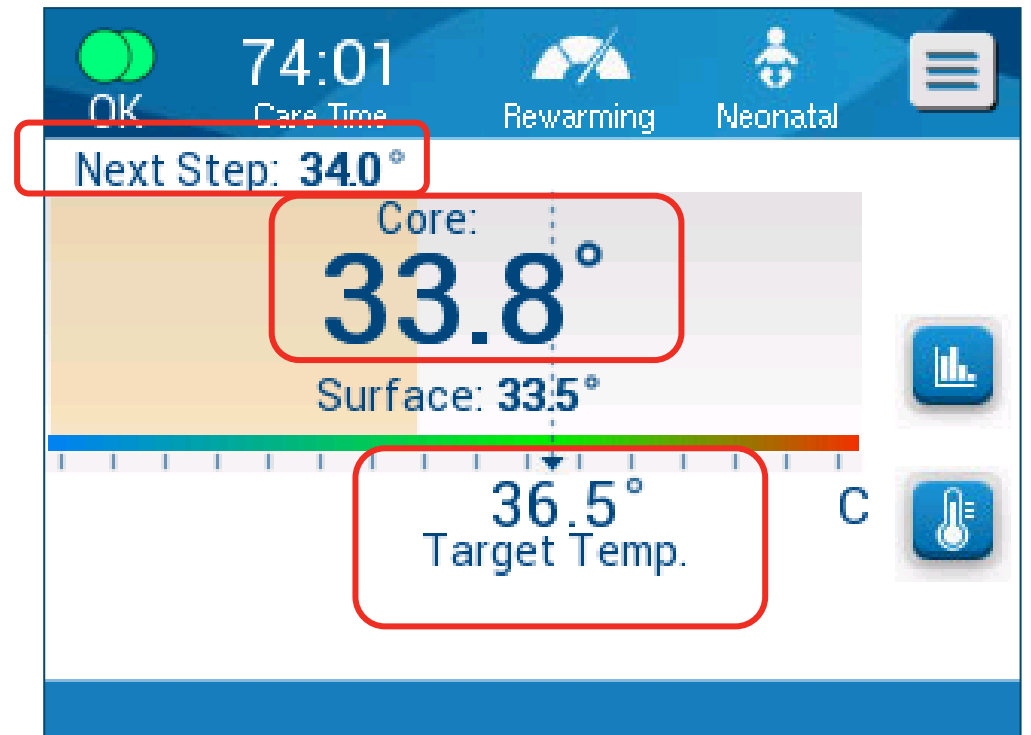 74:01
OK Care Time Rewarming Neonatal
Next Step: 34.0°
Core:
33.8°
Surface: 33.5°
36.5° C
Target Temp.